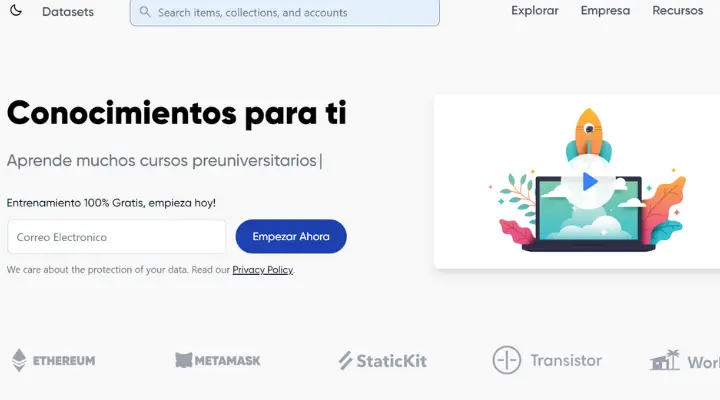 Datasets
Search items, collections, and accounts
Explorar Empresa Recursos
Conocimientos para ti
Aprende muchos cursos preuniversitarios|
Entrenamiento 100% Gratis, empieza hoy!
Correo Electronico
Empezar Ahora
We care about the protection of your data. Read our Privacy Policy.
ETHEREUM METAMASK StaticKit Transistor Work